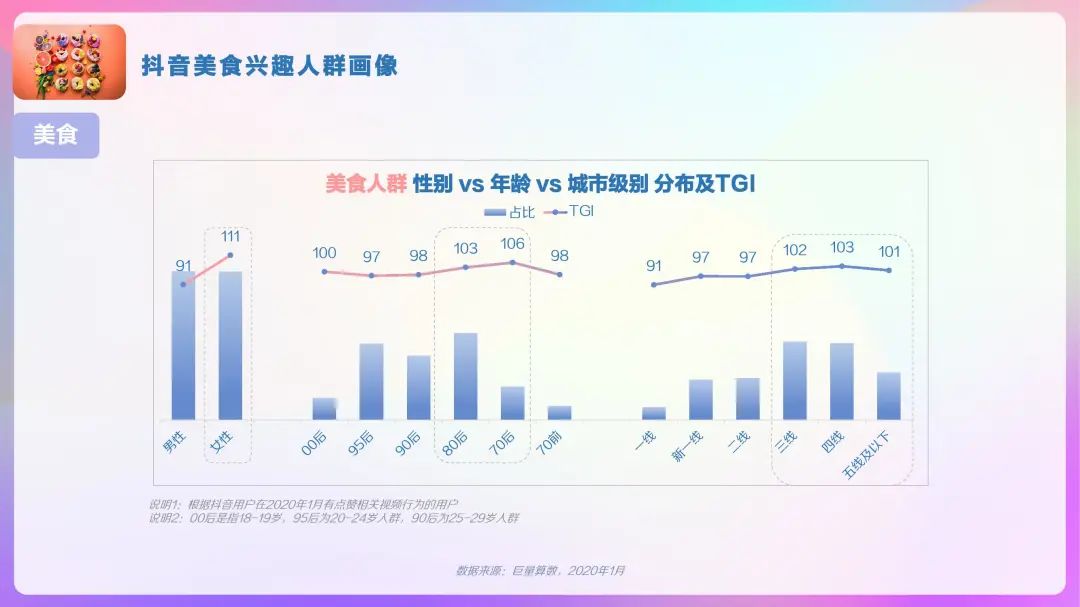 抖音美食兴趣人群画像
美食
美食人群 性别 vs 年龄 vs 城市级别 分布及TGI
占比 TGI
91 111 100 97 98 103 106 98 91 97 97 102 103 101
男性 女性 00后 95后 90后 80后 70后 70前 一线 新一线 二线 三线 四线 五线及以下
说明1：根据抖音用户在2020年1月有点赞相关视频行为的用户
说明2：00后是指18-19岁，95后为20-24岁人群，90后为25-29岁人群
数据来源：巨量算数，2020年1月